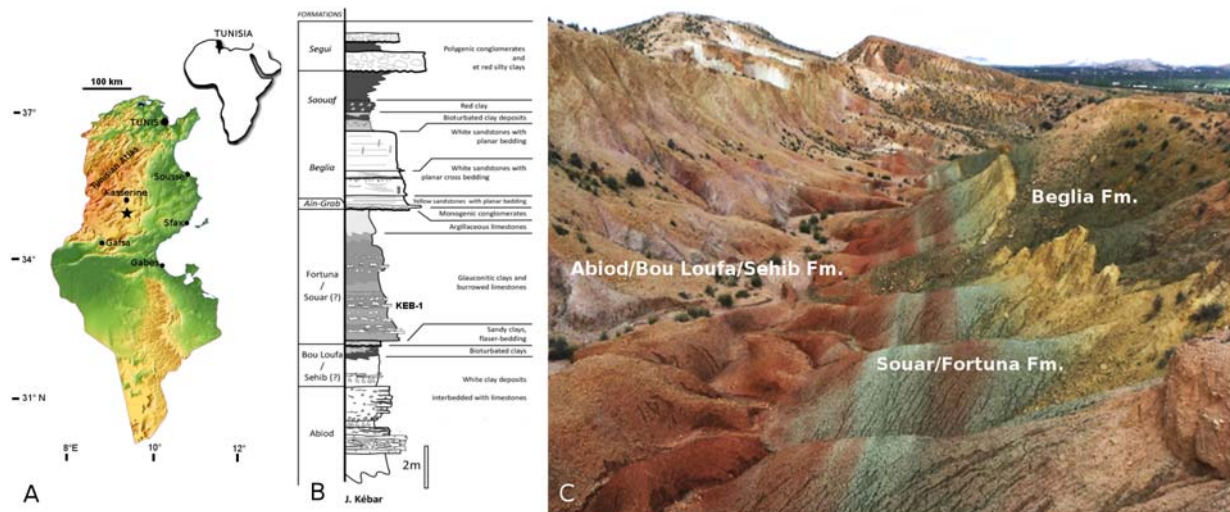 TUNISIA
100 km
37°
34°
31° N
8°E
10°
12°
TUNIS
Tunisian Atlas
Sousse
Kasserine
Sfax
Gafsa
Gabes
A
FORMATIONS
Segui
Saouaf
Beglia
Ain-Grab
Fortuna
/
Souar (?)
Bou Loufa
/
Sehib (?)
Abiod
Polygenic conglomerates
and
et red silty clays
Red clay
Bioturbated clay deposits
White sandstones with
planar bedding
White sandstones with
planar cross bedding
Yellow sandstones with planar bedding
Monogenic conglomerates
Argillaceous limestones
Glauconitic clays and
burrowed limestones
KEB-1
Sandy clays,
flaser-bedding
Bioturbated clays
White clay deposits
interbedded with limestones
2m
B
J. Kébar
Beglia Fm.
Abiod/Bou Loufa/Sehib Fm.
Souar/Fortuna Fm.
C